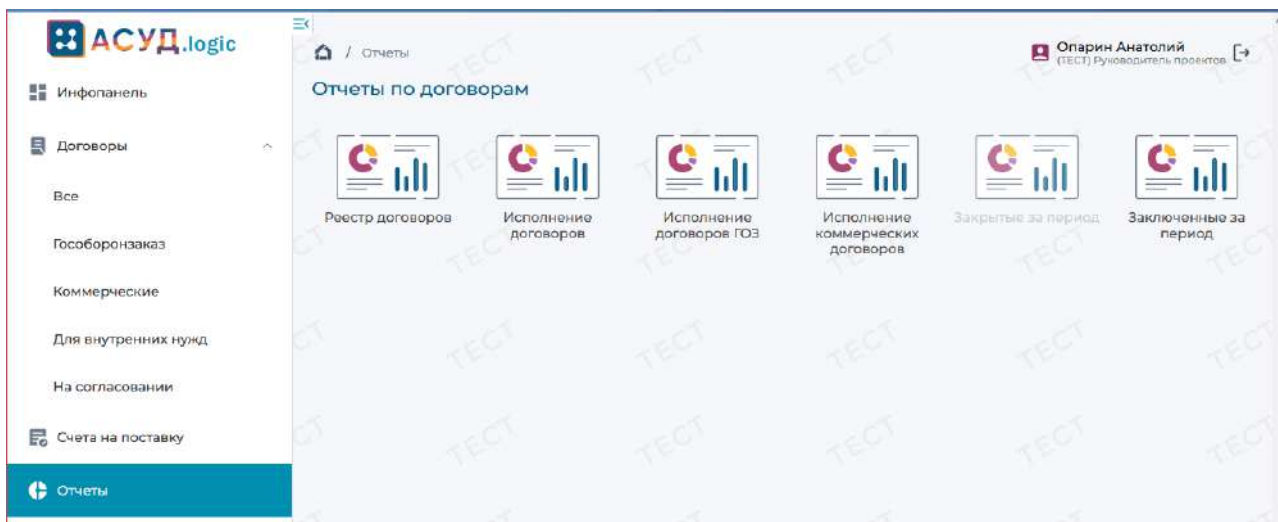 АСУД.logic
Инфопанель
Договоры
Все
Гособоронзаказ
Коммерческие
Для внутренних нужд
На согласовании
Счета на поставку
Отчеты
/ Отчеты
Опарин Анатолий
(ТЕСТ) Руководитель проектов
Отчеты по договорам
Реестр договоров
Исполнение
договоров
Исполнение
договоров ГОЗ
Исполнение
коммерческих
договоров
Закрытые за период
Заключенные за
период
ТЕСТ